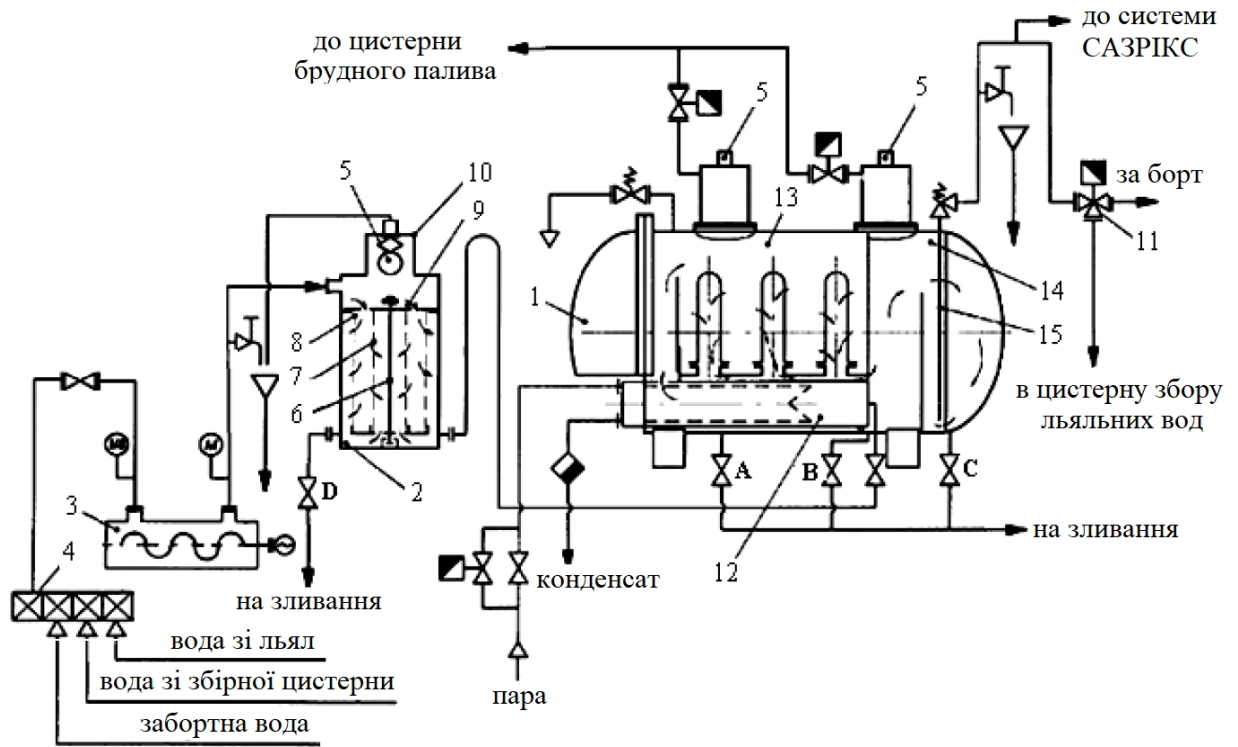 до системи
САЗРІКС
до цистерни
брудного палива
5
5
10
5
9
13
за борт
11
1
14
15
8
7
6
в цистерну збору
льяльних вод
A
B
C
D
2
3
4
12
на зливання
конденсат
на зливання
вода зі льял
вода зі збірної цистерни
забортна вода
пара